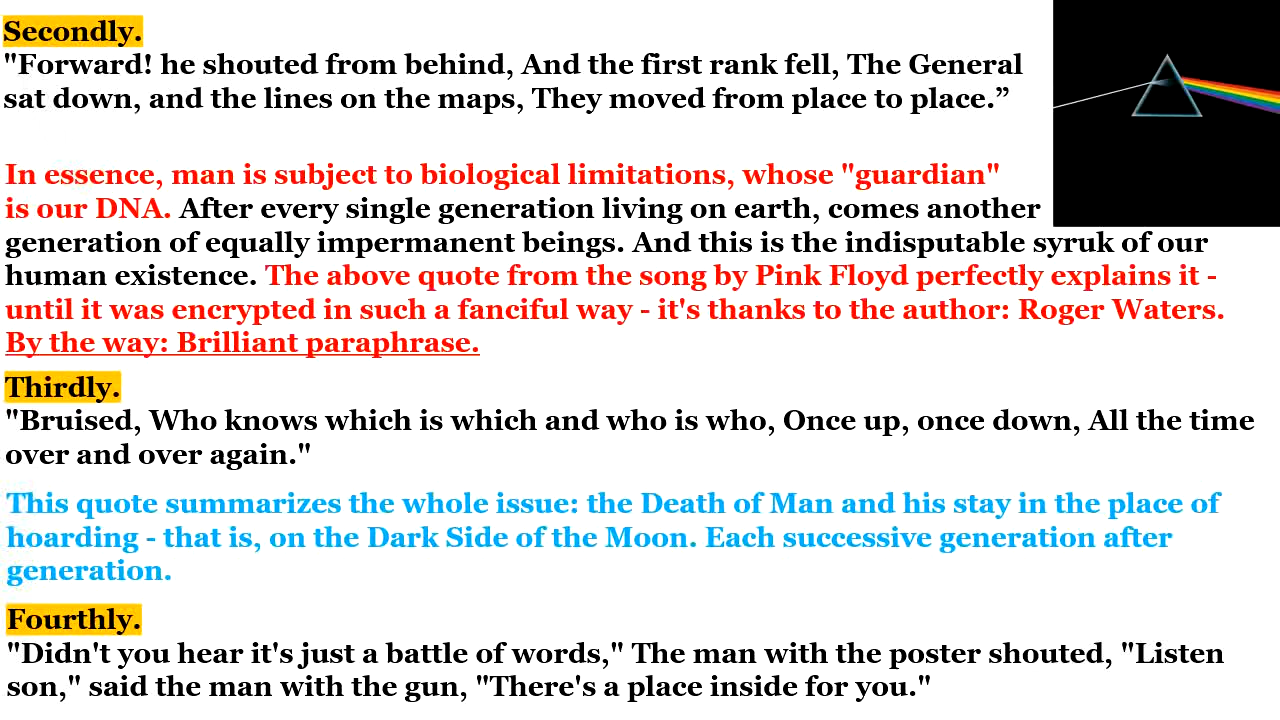 Secondly.
"Forward! he shouted from behind, And the first rank fell, The General
sat down, and the lines on the maps, They moved from place to place.”
In essence, man is subject to biological limitations, whose "guardian"
is our DNA. After every single generation living on earth, comes another
generation of equally impermanent beings. And this is the indisputable syruk of our
human existence. The above quote from the song by Pink Floyd perfectly explains it -
until it was encrypted in such a fanciful way - it's thanks to the author: Roger Waters.
By the way: Brilliant paraphrase.
Thirdly.
"Bruised, Who knows which is which and who is who, Once up, once down, All the time
over and over again."
This quote summarizes the whole issue: the Death of Man and his stay in the place of
hoarding - that is, on the Dark Side of the Moon. Each successive generation after
generation.
Fourthly.
"Didn't you hear it's just a battle of words," The man with the poster shouted, "Listen
son," said the man with the gun, "There's a place inside for you."